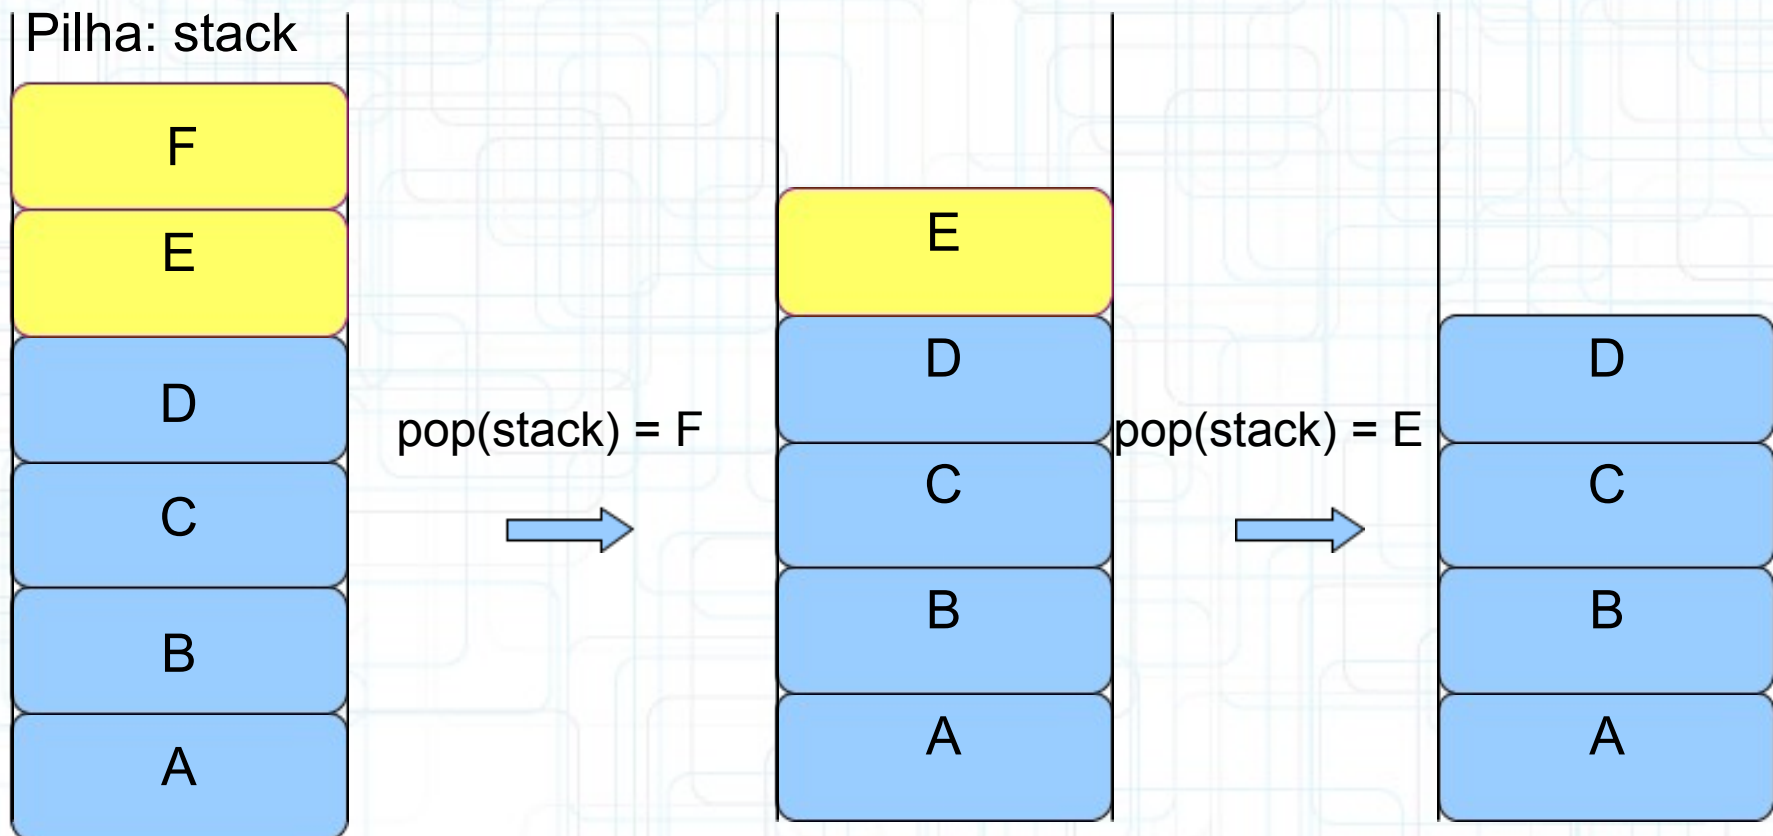 Pilha: stack
F
E
D
C
B
A
pop(stack) = F
E
D
C
B
A
pop(stack) = E
D
C
B
A